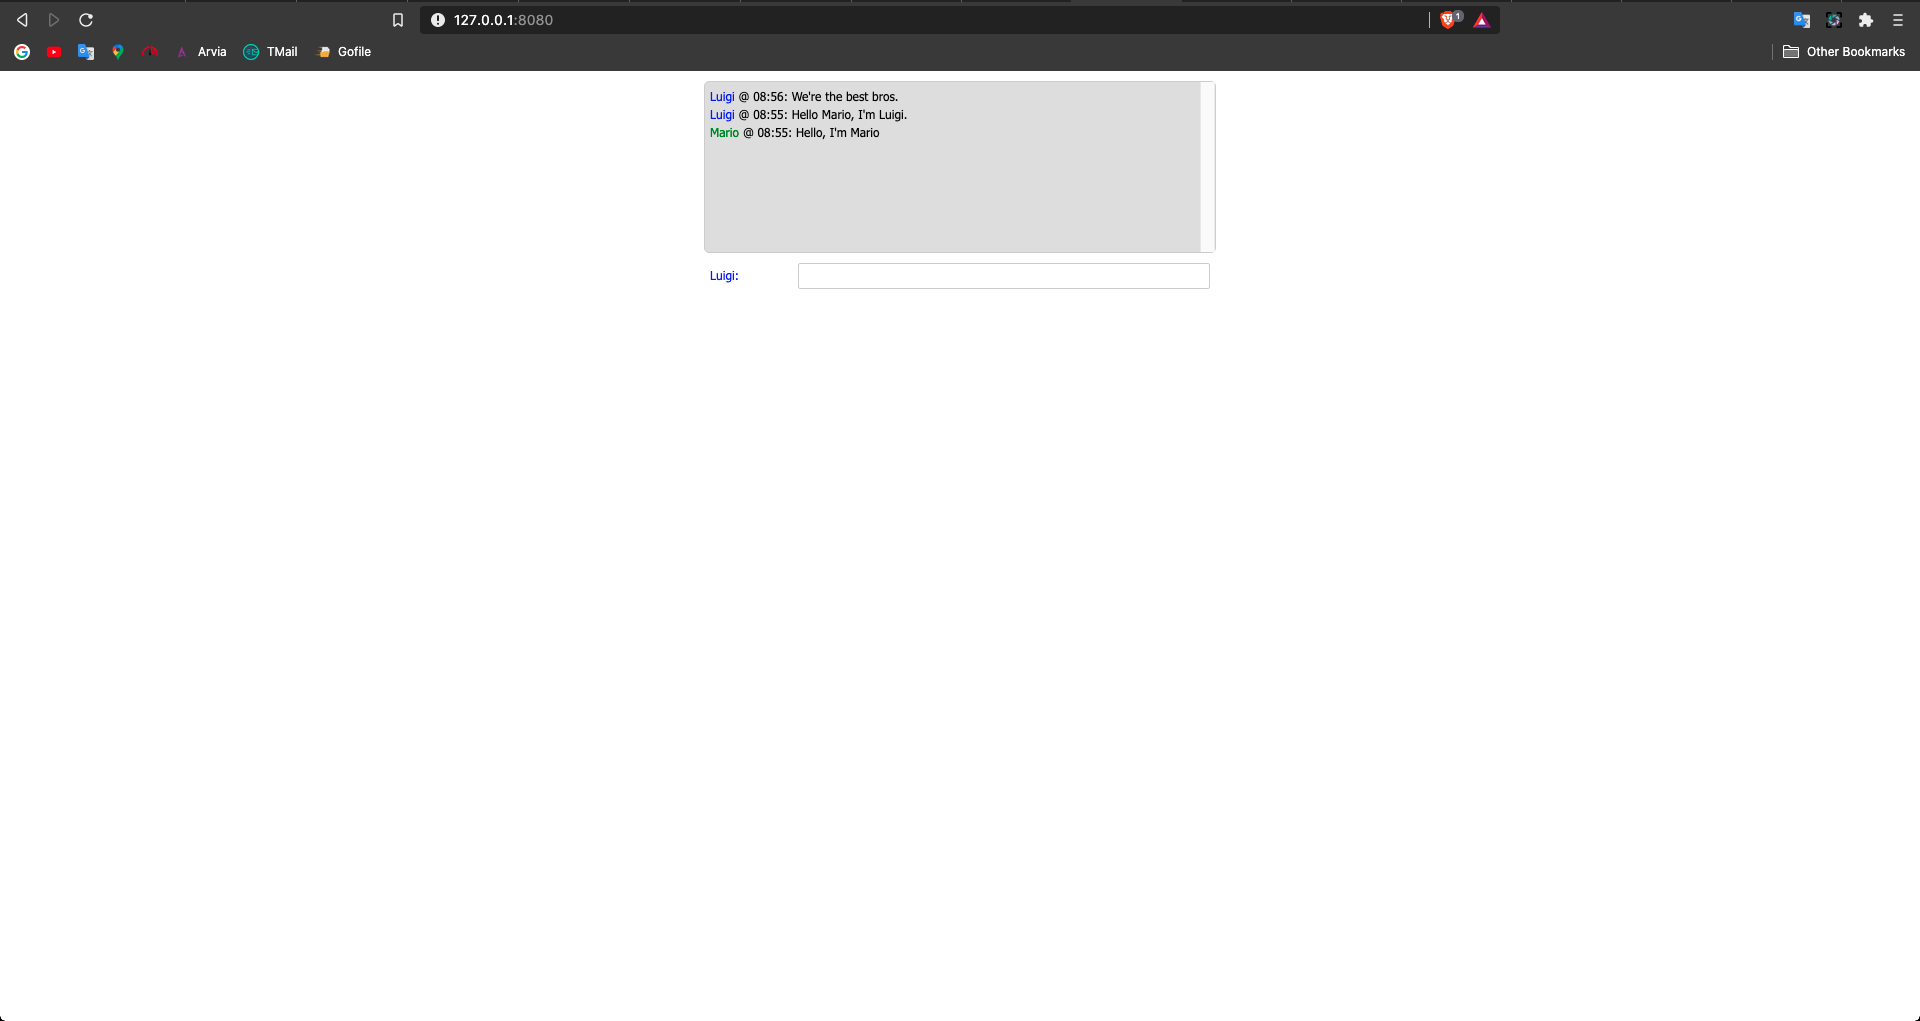 127.0.0.1:8080
1
Arvia
TMail
Gofile
Other Bookmarks
Luigi @ 08:56: We're the best bros.
Luigi @ 08:55: Hello Mario, I'm Luigi.
Mario @ 08:55: Hello, I'm Mario
Luigi: